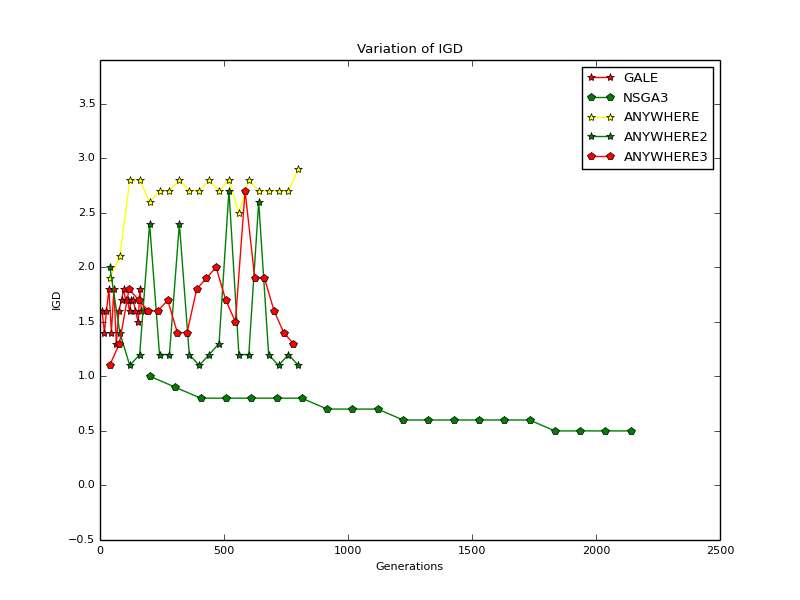 Variation of IGD
GALE
NSGA3
ANYWHERE
ANYWHERE2
ANYWHERE3
3.5
3.0
2.5
2.0
1.5
1.0
0.5
0.0
−0.5
IGD
0 500 1000 1500 2000 2500
Generations